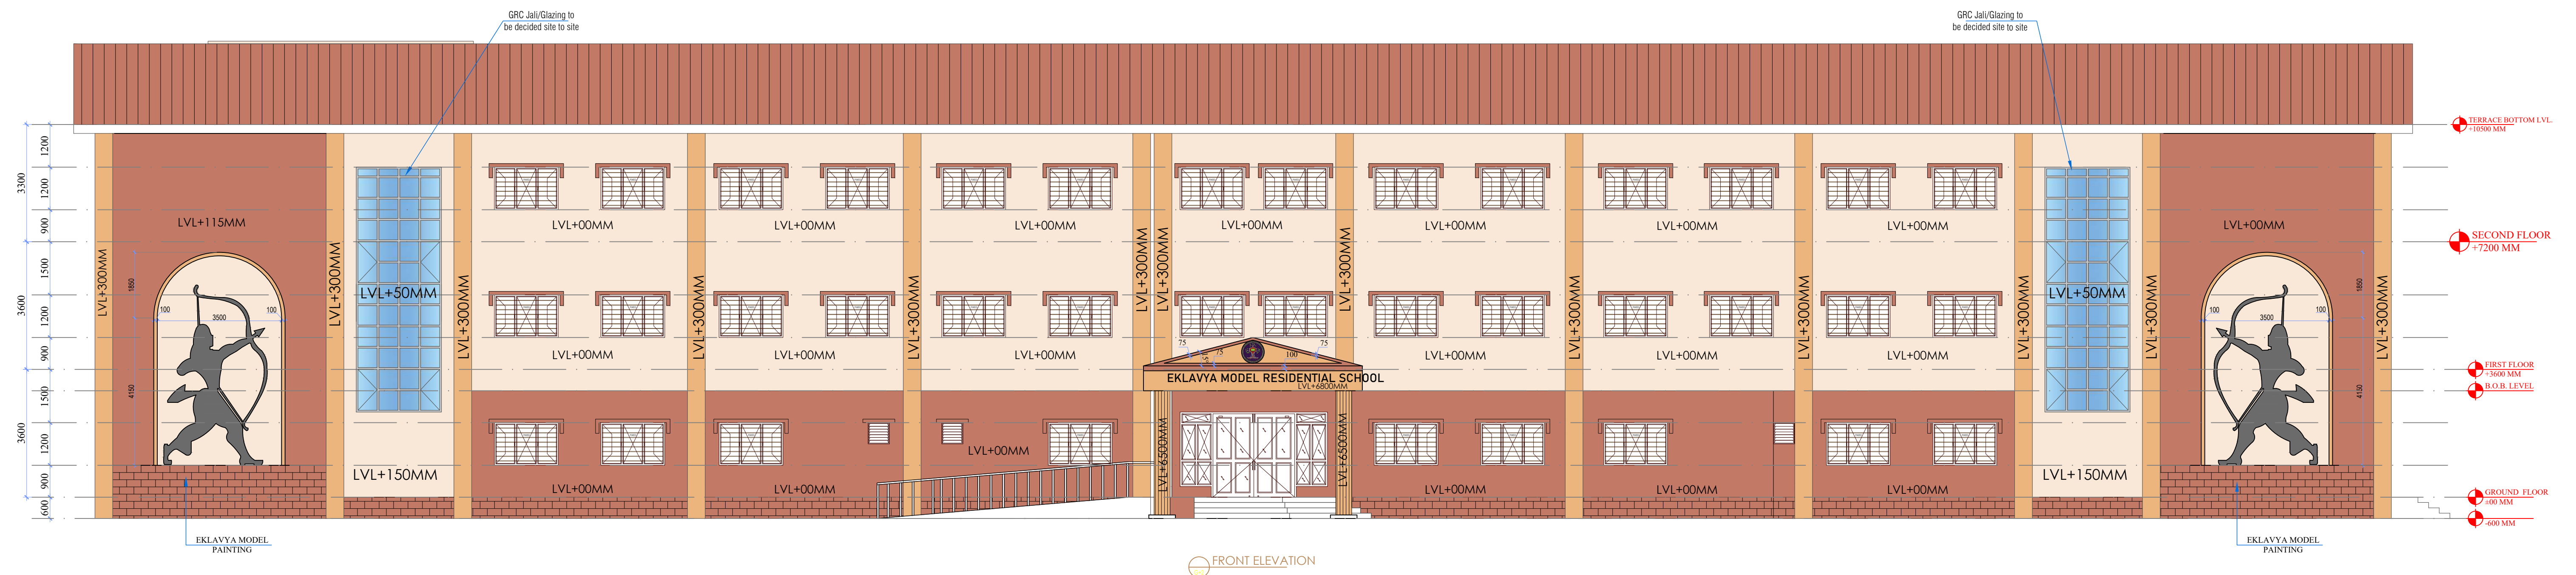 GRC Jali/Glazing to
be decided site to site
GRC Jali/Glazing to
be decided site to site
TERRACE BOTTOM LVL.
+10500 MM
3300
1200
1200
900
LVL+115MM
LVL+00MM
LVL+00MM
LVL+00MM
LVL+00MM
LVL+00MM
LVL+00MM
LVL+00MM
LVL+00MM
SECOND FLOOR
+7200 MM
3600
1500
1200
900
1850
100
3500
100
4150
LVL+300MM
LVL+300MM
LVL+50MM
LVL+300MM
LVL+300MM
LVL+300MM
LVL+300MM
LVL+300MM
LVL+300MM
LVL+300MM
LVL+300MM
LVL+300MM
LVL+50MM
LVL+300MM
LVL+300MM
100
3500
100
1850
4150
LVL+00MM
LVL+00MM
LVL+00MM
75
75
100
75
LVL+00MM
LVL+00MM
LVL+00MM
FIRST FLOOR
+3600 MM
EKLAVYA MODEL RESIDENTIAL SCHOOL
LVL+6800MM
B.O.B. LEVEL
3600
1500
1200
900
600
LVL+150MM
LVL+00MM
LVL+00MM
LVL+00MM
LVL+6500MM
LVL+6500MM
LVL+00MM
LVL+00MM
LVL+00MM
LVL+150MM
GROUND FLOOR
±00 MM
-600 MM
EKLAVYA MODEL
PAINTING
EKLAVYA MODEL
PAINTING
FRONT ELEVATION